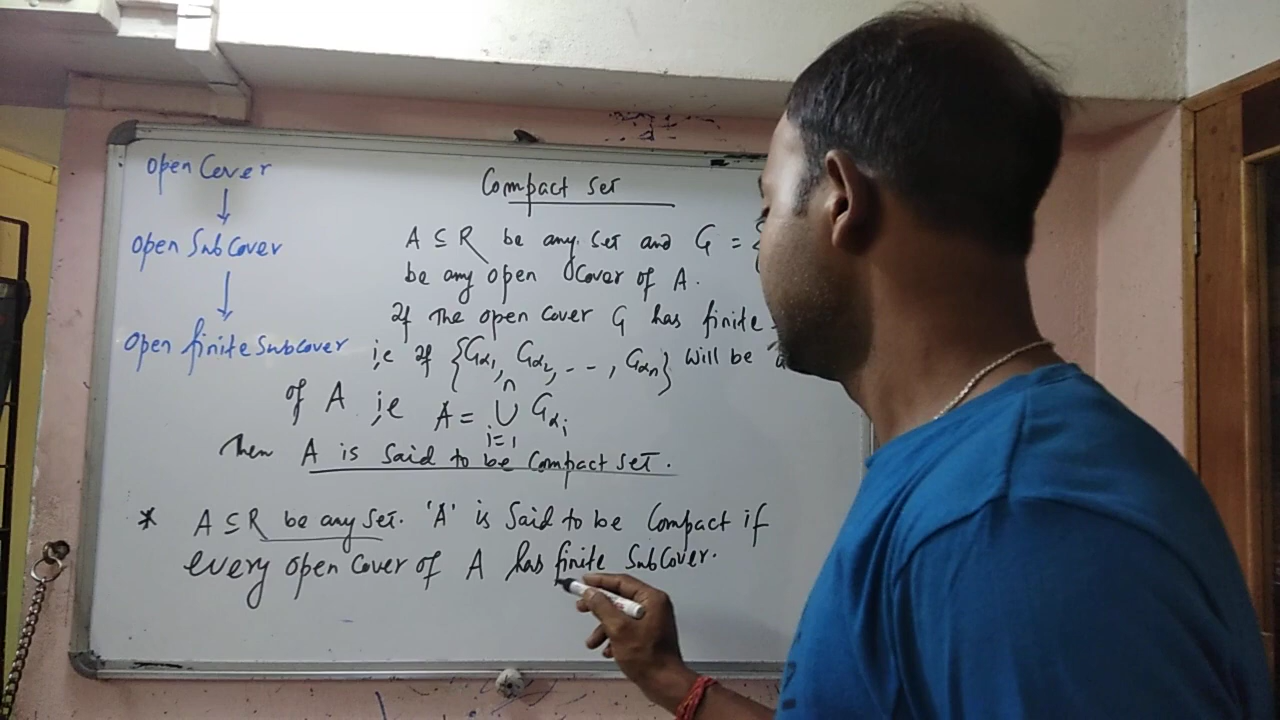 Open Cover
↓
Open SubCover
↓
Open finite Subcover
Compact Set
A ⊆ R be any set and G = {
be any open Cover of A.
If The open cover G has finite
i,e if {Gα1, Gα2, - - -, Gαn} will be a
of A i,e A = n∪i=1 Gαi
Then A is Said to be Compact set.
* A ⊆ R be any set. 'A' is Said to be Compact if
every open cover of A has finite SubCover.